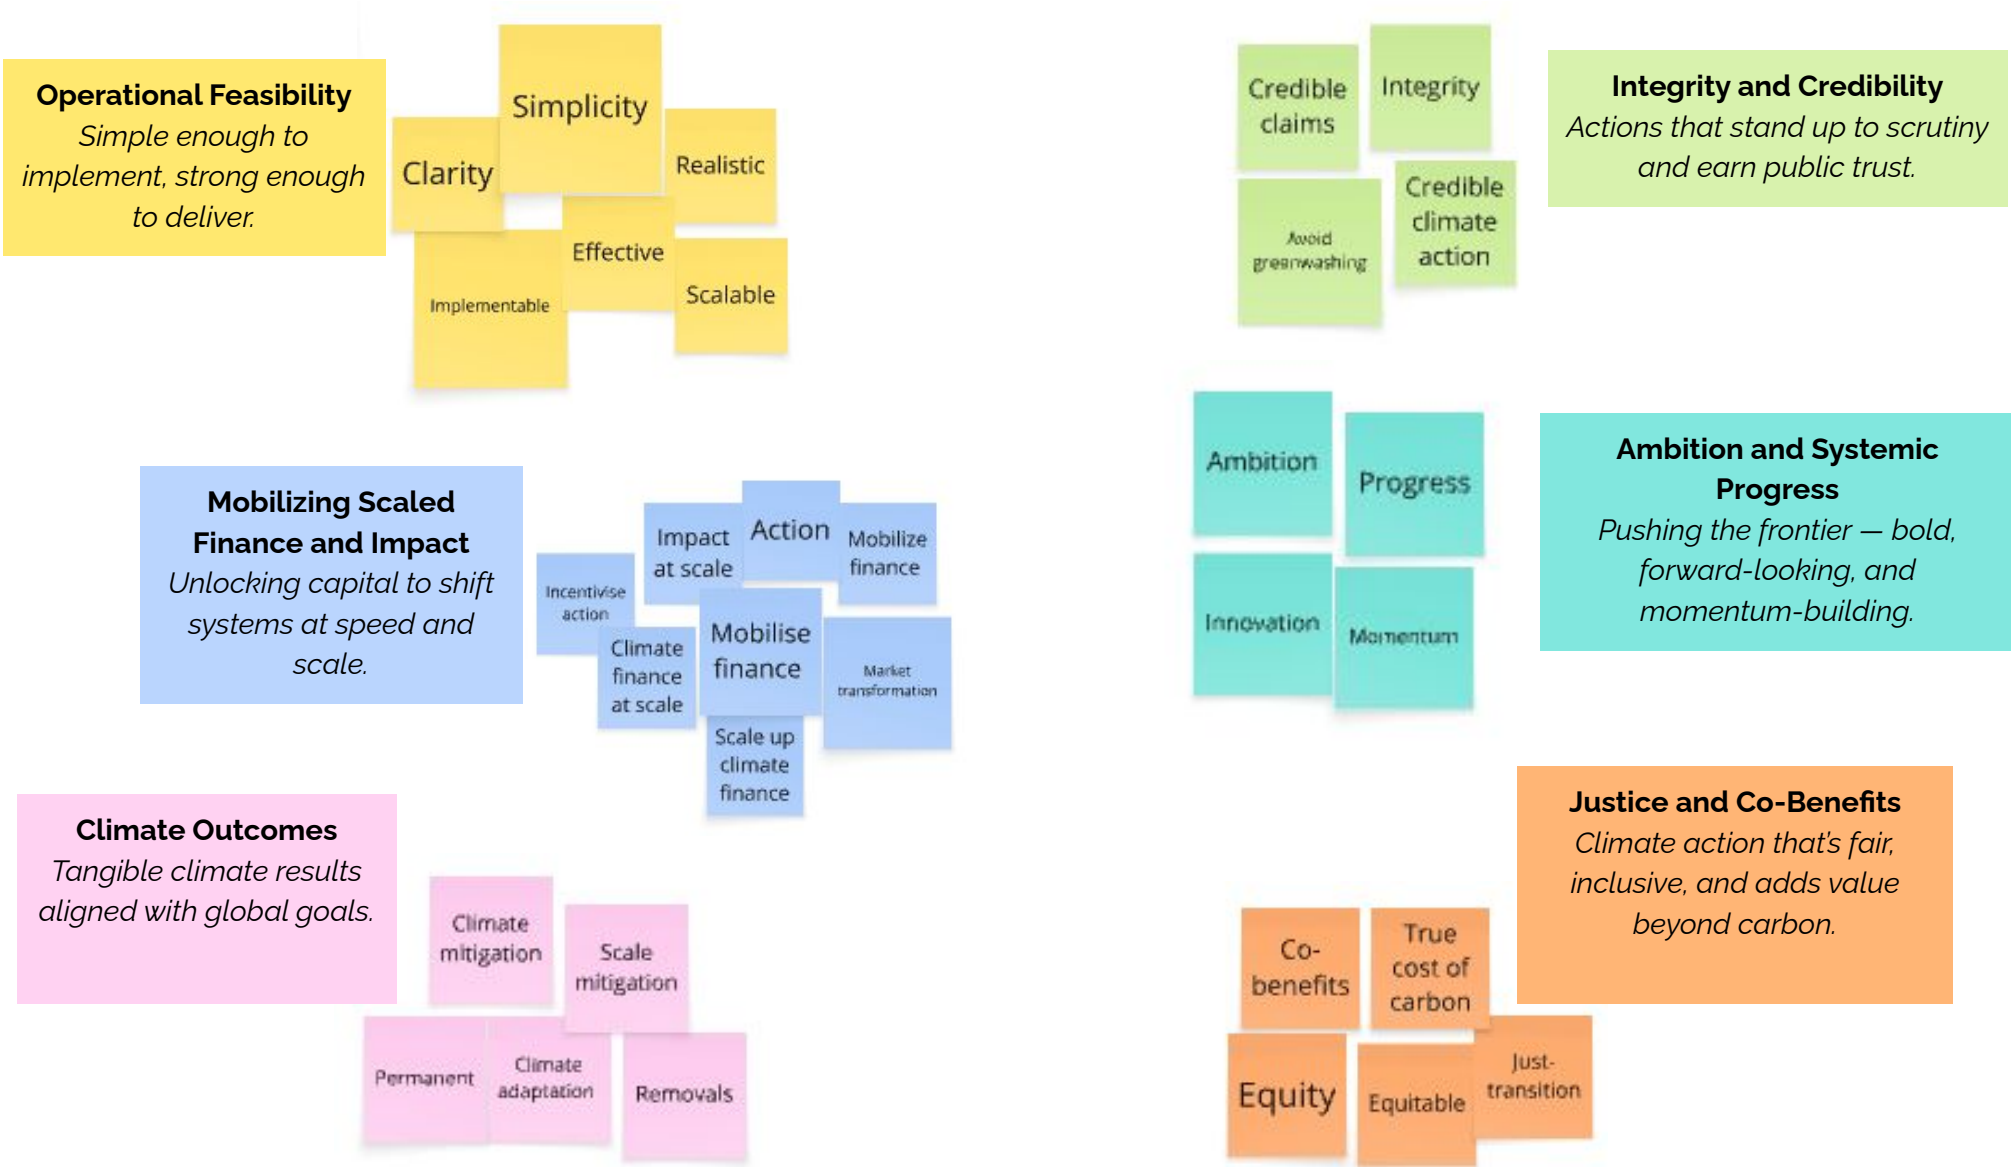 Operational Feasibility
Simple enough to
implement, strong enough
to deliver.
Simplicity
Clarity
Realistic
Effective
Implementable
Scalable
Credible
claims
Integrity
Avoid
greenwashing
Credible
climate
action
Integrity and Credibility
Actions that stand up to scrutiny
and earn public trust.
Mobilizing Scaled
Finance and Impact
Unlocking capital to shift
systems at speed and
scale.
Impact
at scale
Action
Mobilize
finance
Incentivise
action
Climate
finance
at scale
Mobilise
finance
Market
transformation
Scale up
climate
finance
Ambition
Progress
Innovation
Momentum
Ambition and Systemic
Progress
Pushing the frontier — bold,
forward-looking, and
momentum-building.
Climate Outcomes
Tangible climate results
aligned with global goals.
Climate
mitigation
Scale
mitigation
Permanent
Climate
adaptation
Removals
Co-
benefits
True
cost of
carbon
Equity
Equitable
Just-
transition
Justice and Co-Benefits
Climate action that's fair,
inclusive, and adds value
beyond carbon.